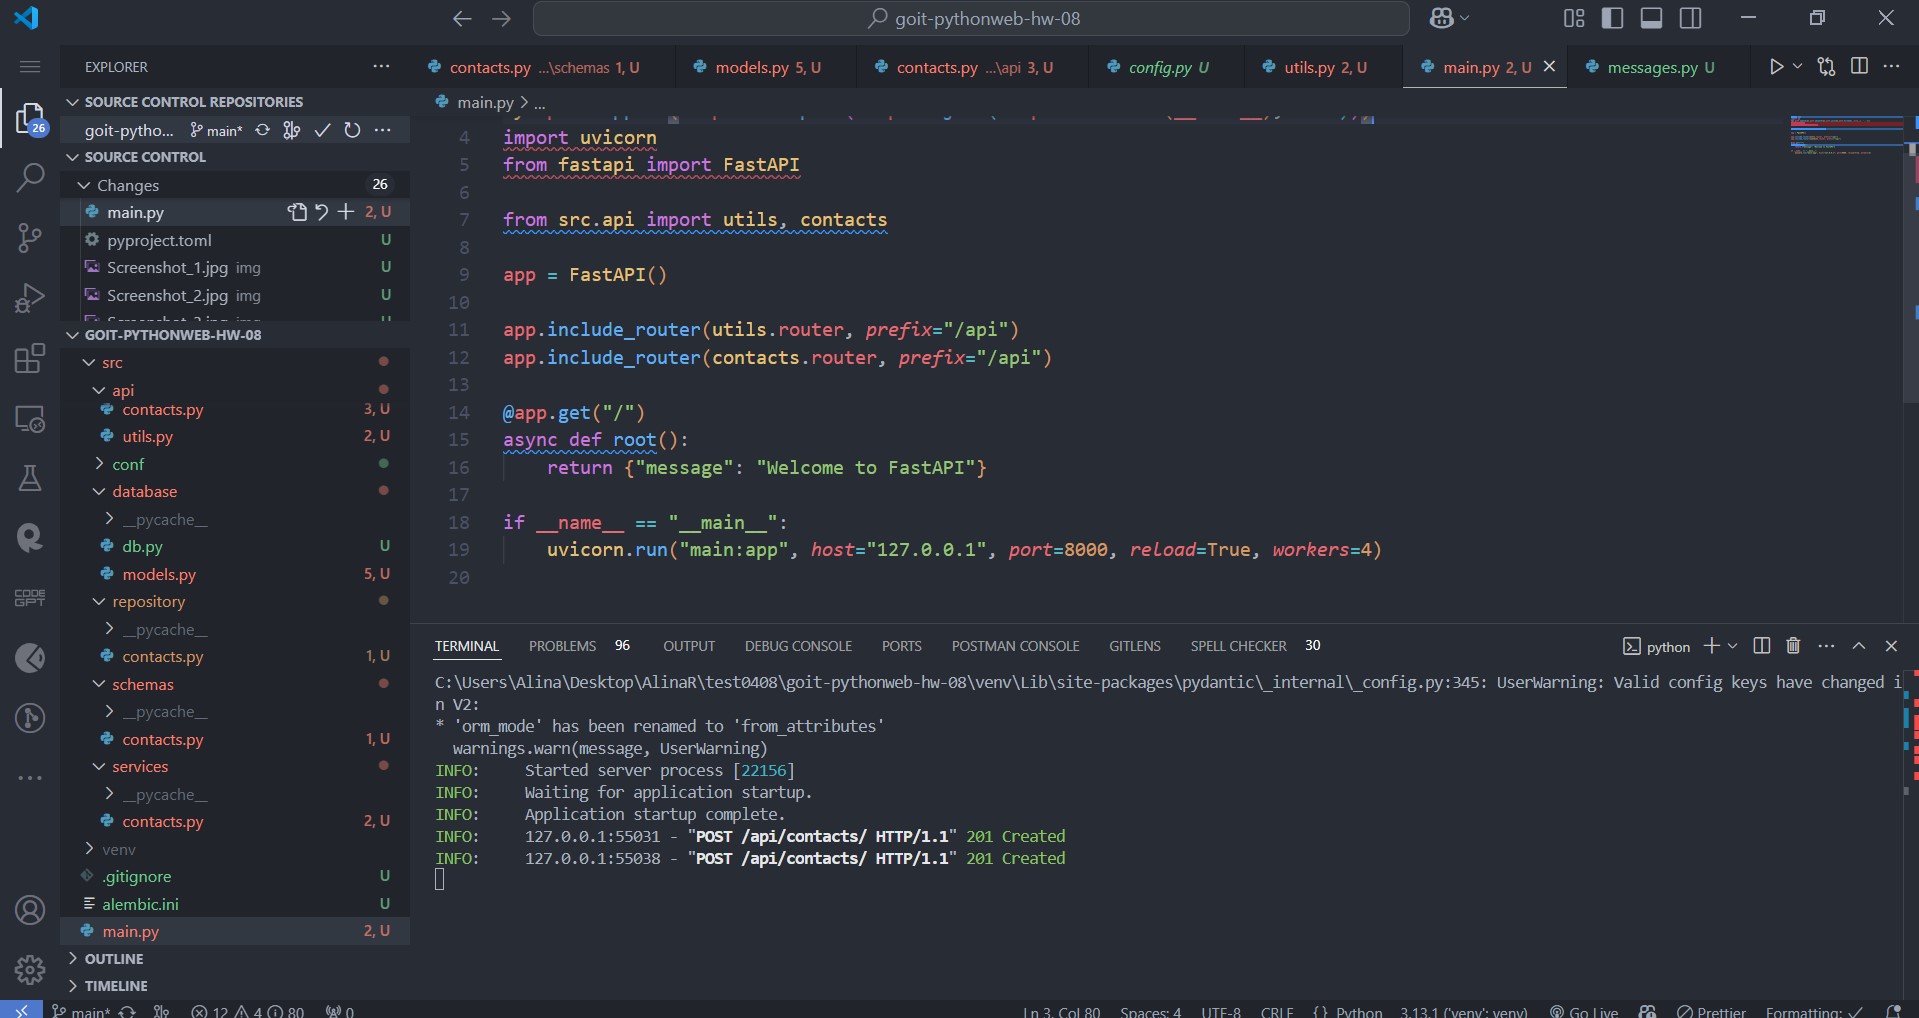 goit-pythonweb-hw-08
EXPLORER
SOURCE CONTROL REPOSITORIES
goit-pytho... main*
SOURCE CONTROL
Changes 26
main.py 2, U
pyproject.toml U
Screenshot_1.jpg img U
Screenshot_2.jpg img U
GOIT-PYTHONWEB-HW-08
src
api
contacts.py 3, U
utils.py 2, U
conf
database
__pycache__
db.py U
models.py 5, U
repository
__pycache__
contacts.py 1, U
schemas
__pycache__
contacts.py 1, U
services
__pycache__
contacts.py 2, U
venv
.gitignore U
alembic.ini U
main.py 2, U
OUTLINE
TIMELINE
26
CODE
GPT
contacts.py ...\schemas 1, U models.py 5, U contacts.py ...\api 3, U config.py U utils.py 2, U main.py 2, U messages.py U
main.py > ...
4 import uvicorn
5 from fastapi import FastAPI
6
7 from src.api import utils, contacts
8
9 app = FastAPI()
10
11 app.include_router(utils.router, prefix="/api")
12 app.include_router(contacts.router, prefix="/api")
13
14 @app.get("/")
15 async def root():
16 return {"message": "Welcome to FastAPI"}
17
18 if __name__ == "__main__":
19 uvicorn.run("main:app", host="127.0.0.1", port=8000, reload=True, workers=4)
20
TERMINAL PROBLEMS 96 OUTPUT DEBUG CONSOLE PORTS POSTMAN CONSOLE GITLENS SPELL CHECKER 30 python
C:\Users\Alina\Desktop\AlinaR\test0408\goit-pythonweb-hw-08\venv\Lib\site-packages\pydantic\_internal\_config.py:345: UserWarning: Valid config keys have changed i
n V2:
* 'orm_mode' has been renamed to 'from_attributes'
warnings.warn(message, UserWarning)
INFO: Started server process [22156]
INFO: Waiting for application startup.
INFO: Application startup complete.
INFO: 127.0.0.1:55031 - "POST /api/contacts/ HTTP/1.1" 201 Created
INFO: 127.0.0.1:55038 - "POST /api/contacts/ HTTP/1.1" 201 Created
main* 12 4 80 0 Ln 3, Col 80 Spaces: 4 UTF-8 CRLF {} Python 3.13.1 ('venv': venv) Go Live Prettier Formatting: ✓